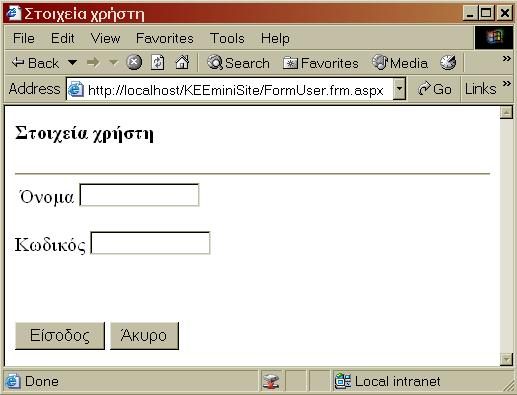 Στοιχεία χρήστη
File Edit View Favorites Tools Help
Back Search Favorites Media »
Address http://localhost/KEEminiSite/FormUser.frm.aspx Go Links »
Στοιχεία χρήστη
Όνομα
Κωδικός
Είσοδος Άκυρο
Done Local intranet